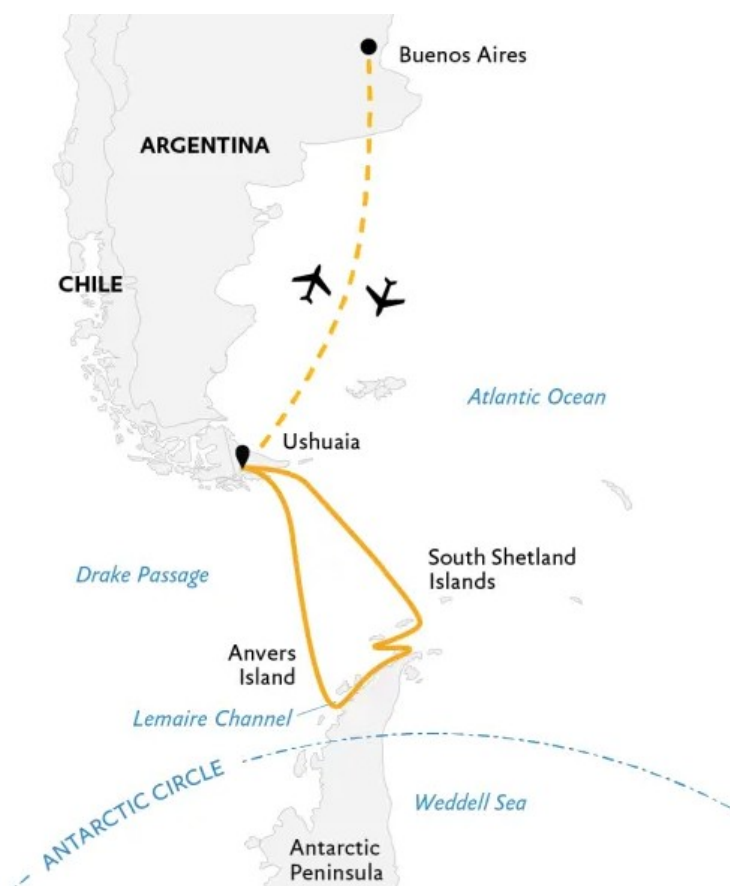 Buenos Aires
ARGENTINA
CHILE
Atlantic Ocean
Ushuaia
South Shetland
Islands
Drake Passage
Anvers
Island
Lemaire Channel
ANTARCTIC CIRCLE
Weddell Sea
Antarctic
Peninsula